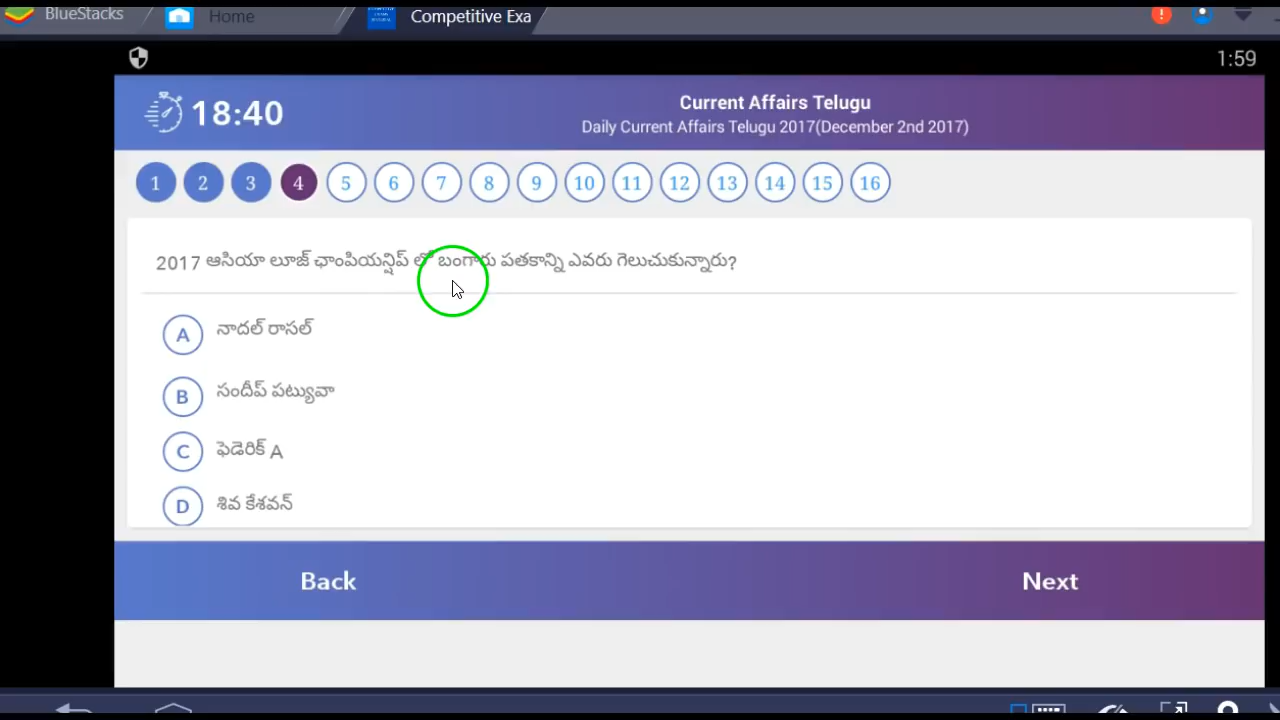 BlueStacks
Home
Competitive Exa
1:59
18:40
Current Affairs Telugu
Daily Current Affairs Telugu 2017(December 2nd 2017)
1 2 3 4 5 6 7 8 9 10 11 12 13 14 15 16
2017 ఆసియా లూజ్ ఛాంపియన్షిప్ లో బంగారు పతకాన్ని ఎవరు గెలుచుకున్నారు?
A నాదల్ రాసల్
B సందీప్ పట్యువా
C ఫెడెరిక్ A
D శివ కేశవన్
Back
Next